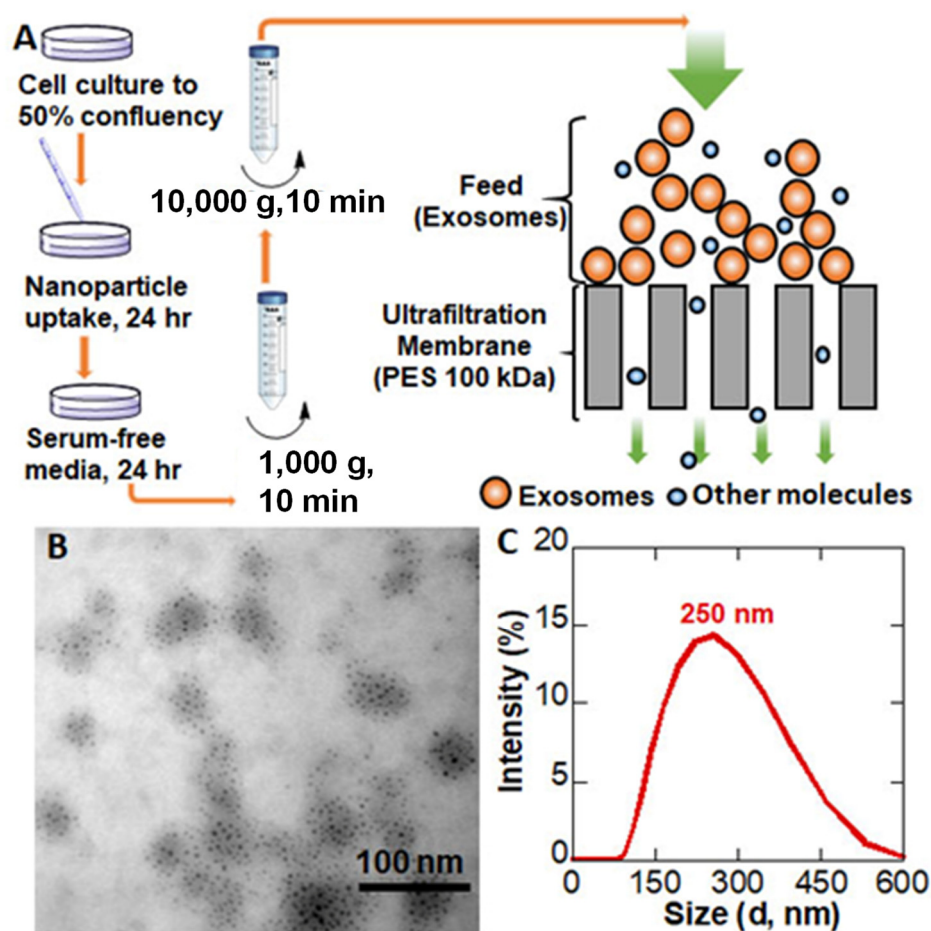 A
Cell culture to
50% confluency
Nanoparticle
uptake, 24 hr
Serum-free
media, 24 hr
1,000 g,
10 min
10,000 g,10 min
Feed
(Exosomes)
Ultrafiltration
Membrane
(PES 100 kDa)
Exosomes
Other molecules
B
100 nm
C
20
15
10
5
0
Intensity (%)
250 nm
0 150 300 450 600
Size (d, nm)